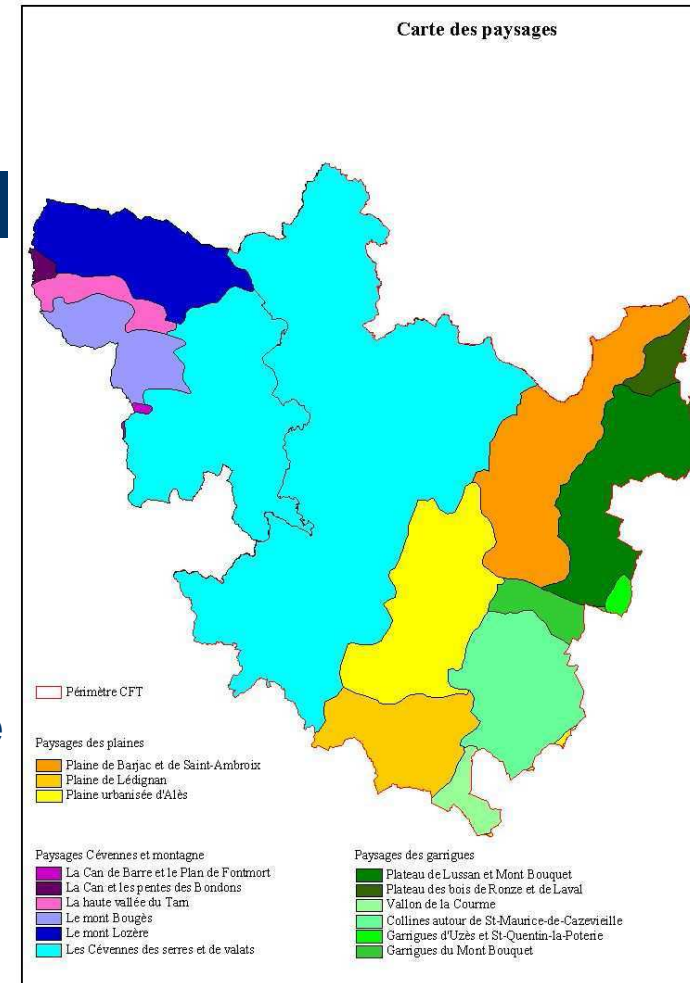 Carte des paysages
e
Périmètre CFT
Paysages des plaines
Plaine de Barjac et de Saint-Ambroix
Plaine de Lédignan
Plaine urbanisée d'Alès
Paysages Cévennes et montagne
La Can de Barre et le Plan de Fontmort
La Can et les pentes des Bondons
La haute vallée du Tarn
Le mont Bougès
Le mont Lozère
Les Cévennes des serres et de valats
Paysages des garrigues
Plateau de Lussan et Mont Bouquet
Plateau des bois de Ronze et de Laval
Vallon de la Courme
Collines autour de St-Maurice-de-Cazevieille
Garrigues d'Uzès et St-Quentin-la-Poterie
Garrigues du Mont Bouquet